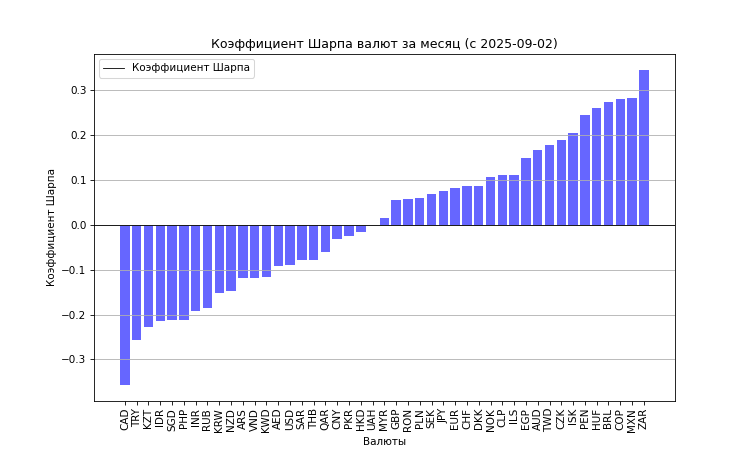 Коэффициент Шарпа валют за месяц (с 2025-09-02)
Коэффициент Шарпа
Коэффициент Шарпа
0.3
0.2
0.1
0.0
−0.1
−0.2
−0.3
CAD
TRY
KZT
IDR
SGD
PHP
INR
RUB
KRW
NZD
ARS
VND
KWD
AED
USD
SAR
THB
QAR
CNY
PKR
HKD
UAH
MYR
GBP
RON
PLN
SEK
JPY
EUR
CHF
DKK
NOK
CLP
ILS
EGP
AUD
TWD
CZK
ISK
PEN
HUF
BRL
COP
MXN
ZAR
Валюты